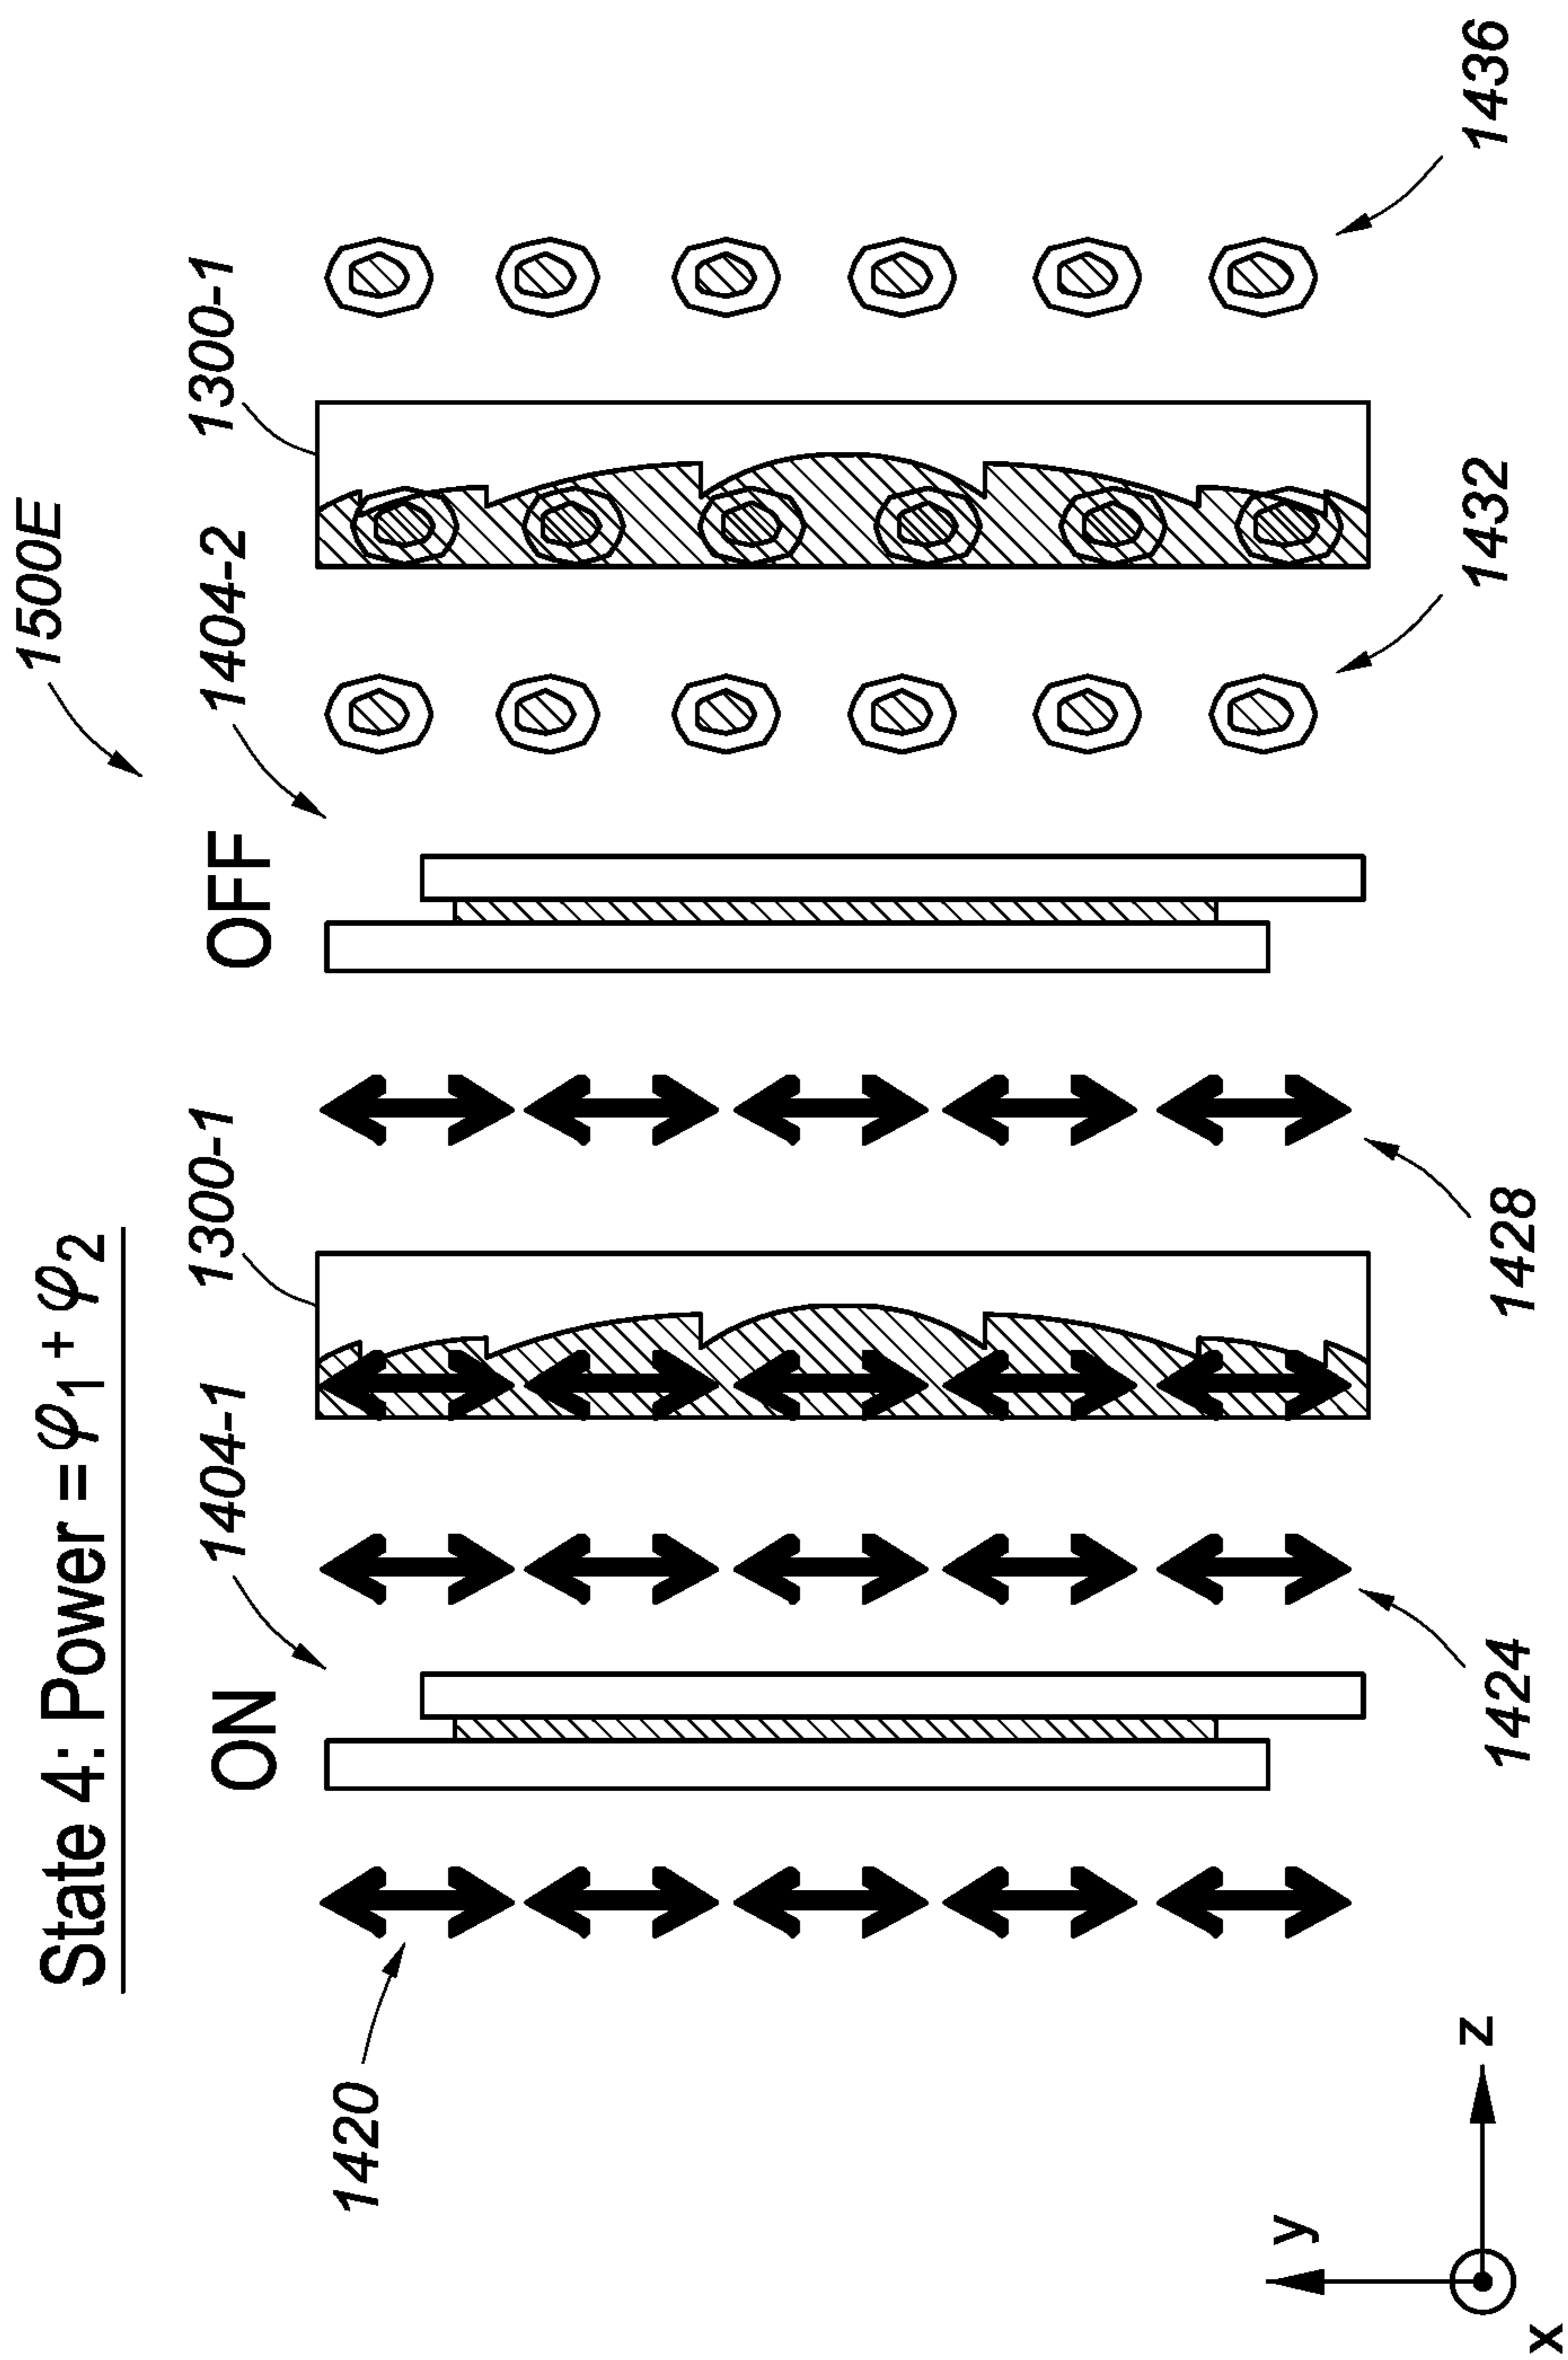 State 4: Power = φ1 + φ2
1500E
ON
OFF
1404-1
1300-1
1404-2
1300-1
1420
1424
1428
1432
1436
y
z
x